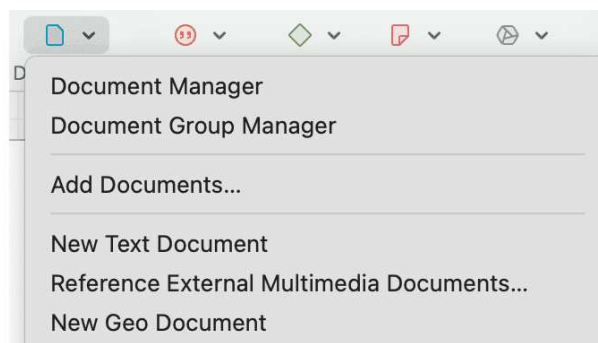 D
Document Manager
Document Group Manager
Add Documents...
New Text Document
Reference External Multimedia Documents...
New Geo Document